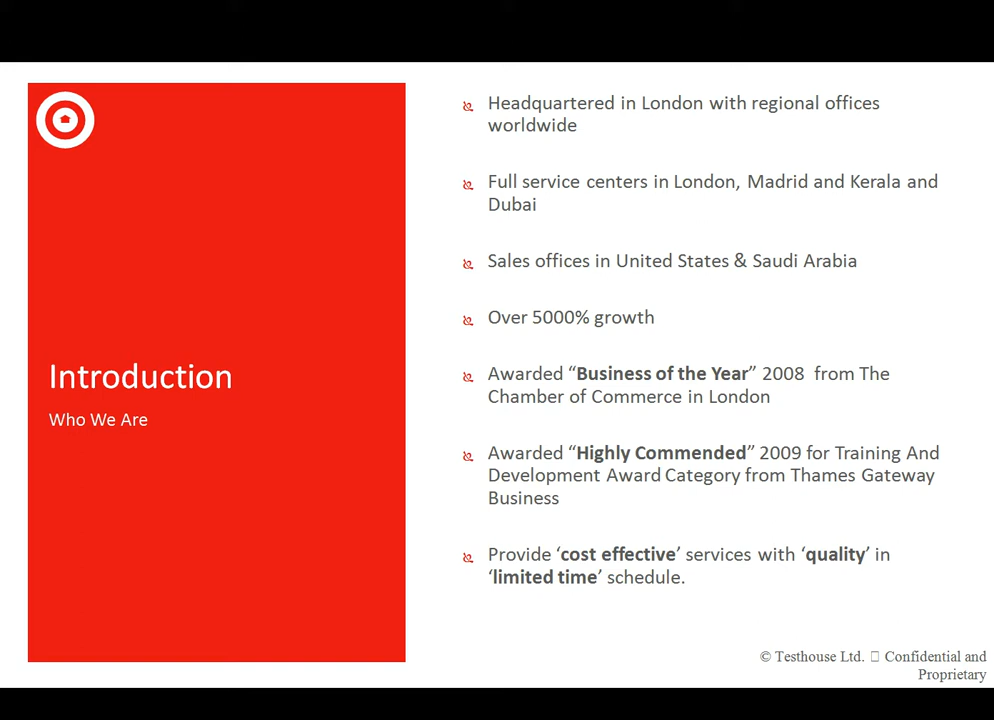 Introduction
Who We Are
Headquartered in London with regional offices
worldwide
Full service centers in London, Madrid and Kerala and
Dubai
Sales offices in United States & Saudi Arabia
Over 5000% growth
Awarded “Business of the Year” 2008  from The
Chamber of Commerce in London
Awarded “Highly Commended” 2009 for Training And
Development Award Category from Thames Gateway
Business
Provide ‘cost effective’ services with ‘quality’ in
‘limited time’ schedule.
© Testhouse Ltd. □ Confidential and
Proprietary